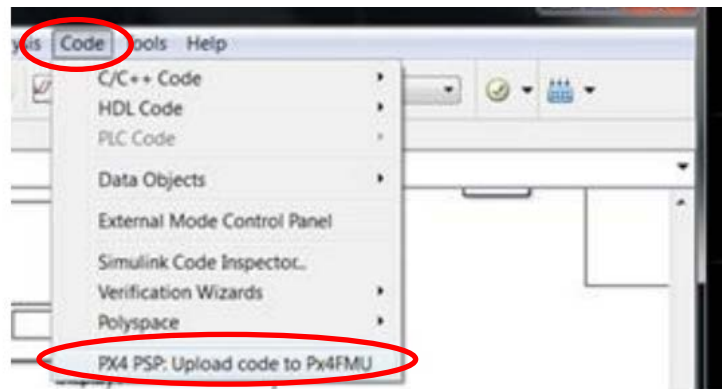 Code Tools Help
C/C++ Code
HDL Code
PLC Code
Data Objects
External Mode Control Panel
Simulink Code Inspector...
Verification Wizards
Polyspace
PX4 PSP: Upload code to Px4FMU